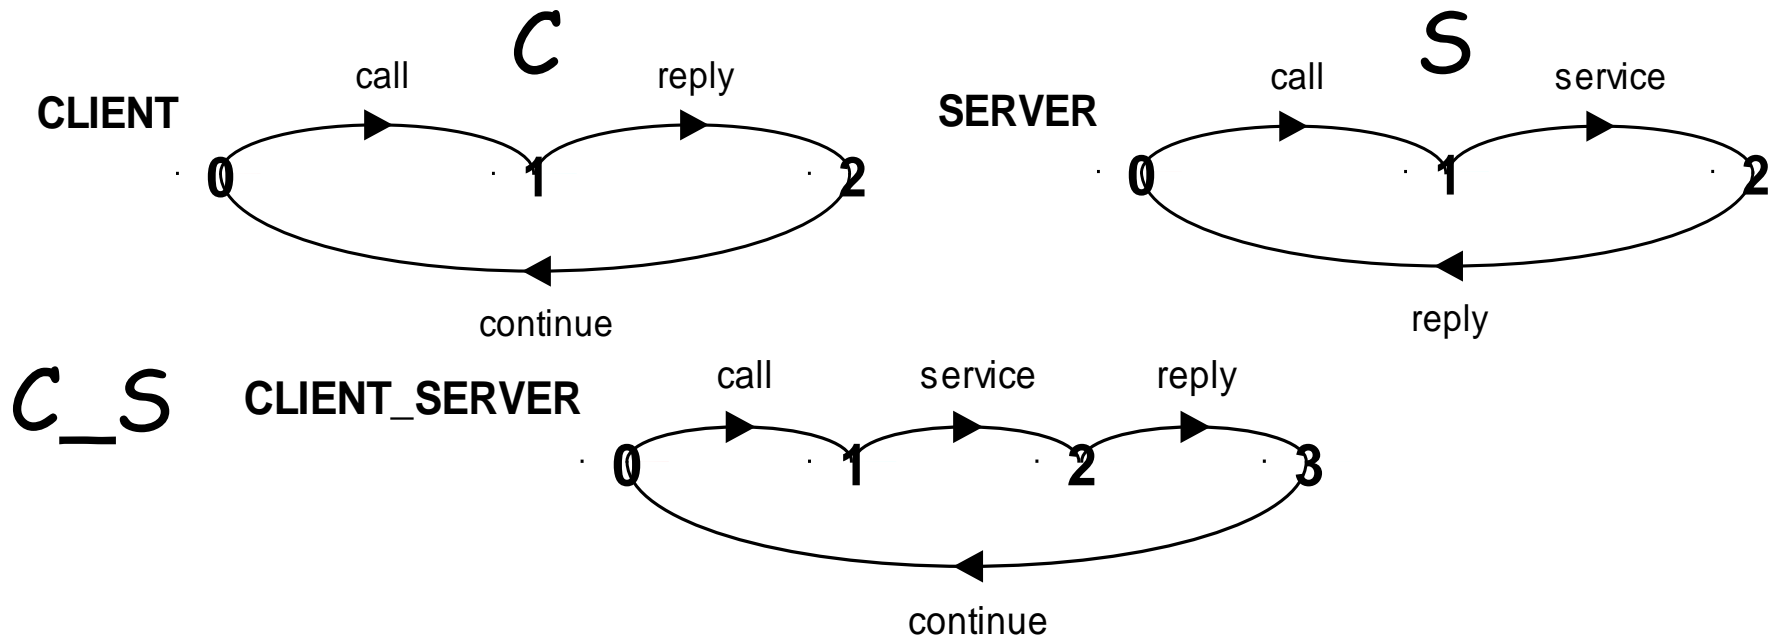 C
S
call
reply
call
service
CLIENT
SERVER
0
1
2
0
1
2
continue
reply
C_S
CLIENT_SERVER
call
service
reply
0
1
2
3
continue